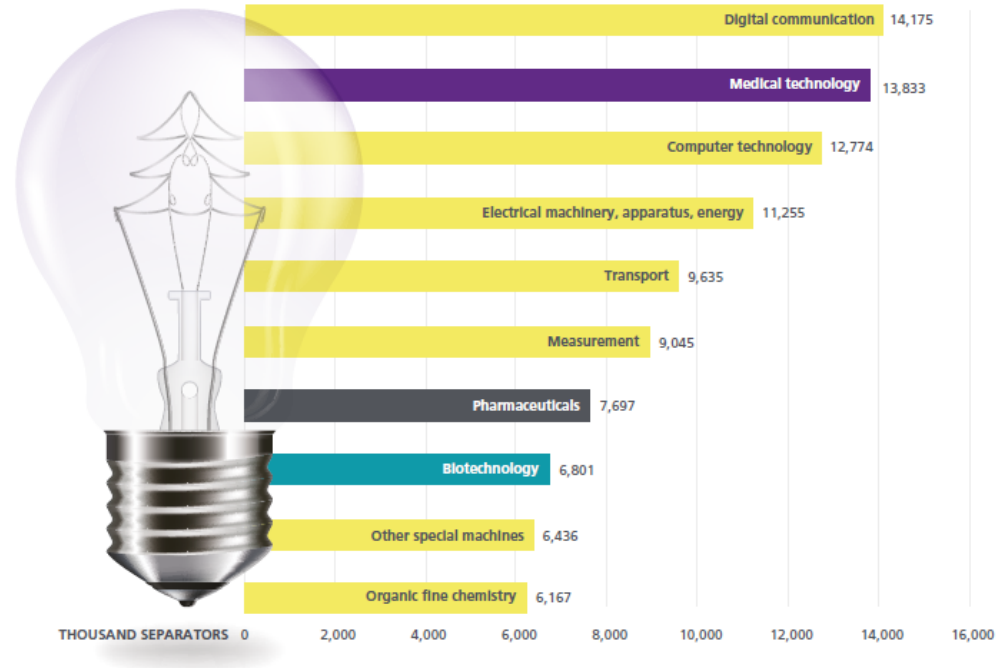 Digital communication 14,175
Medical technology 13,833
Computer technology 12,774
Electrical machinery, apparatus, energy 11,255
Transport 9,635
Measurement 9,045
Pharmaceuticals 7,697
Biotechnology 6,801
Other special machines 6,436
Organic fine chemistry 6,167
THOUSAND SEPARATORS 0 2,000 4,000 6,000 8,000 10,000 12,000 14,000 16,000